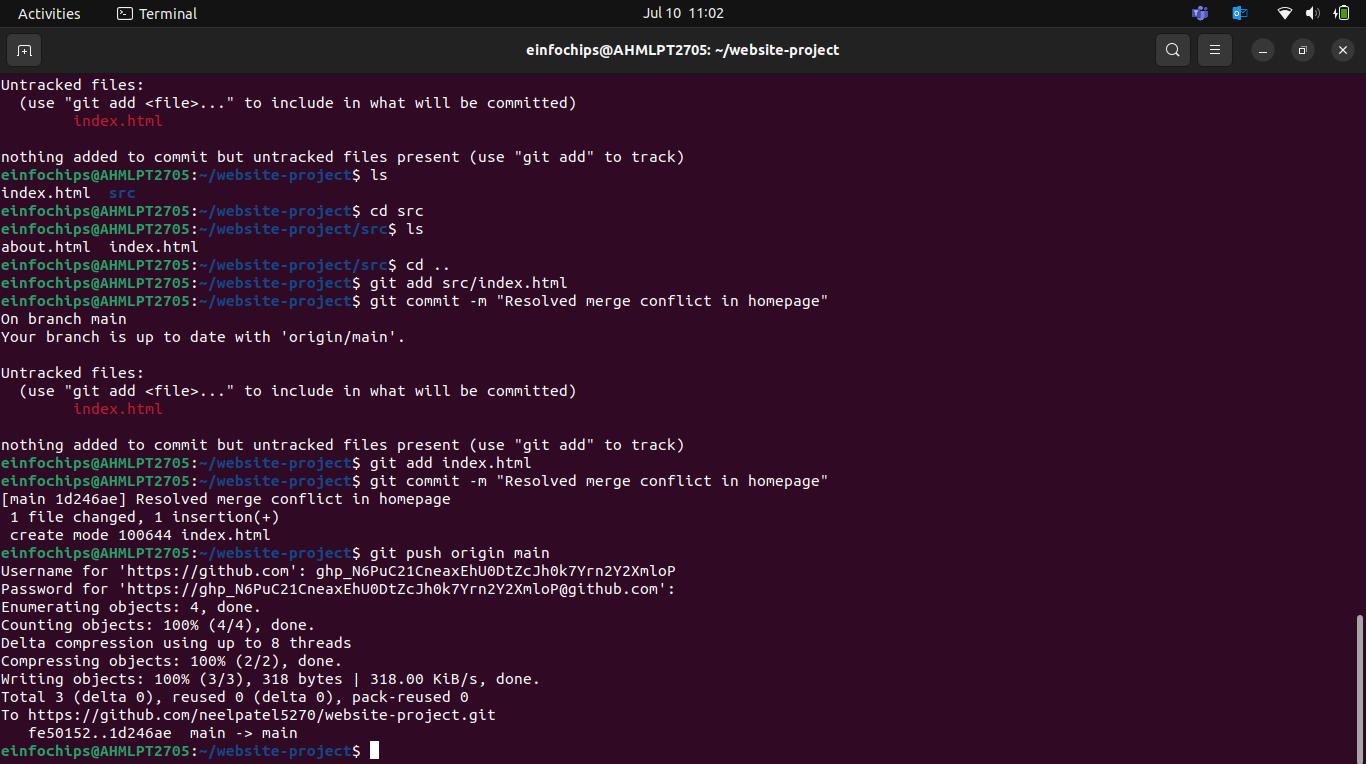 Activities Terminal Jul 10 11:02
einfochips@AHMLPT2705: ~/website-project
Untracked files:
(use "git add <file>..." to include in what will be committed)
index.html
nothing added to commit but untracked files present (use "git add" to track)
einfochips@AHMLPT2705:~/website-project$ ls
index.html src
einfochips@AHMLPT2705:~/website-project$ cd src
einfochips@AHMLPT2705:~/website-project/src$ ls
about.html index.html
einfochips@AHMLPT2705:~/website-project/src$ cd ..
einfochips@AHMLPT2705:~/website-project$ git add src/index.html
einfochips@AHMLPT2705:~/website-project$ git commit -m "Resolved merge conflict in homepage"
On branch main
Your branch is up to date with 'origin/main'.
Untracked files:
(use "git add <file>..." to include in what will be committed)
index.html
nothing added to commit but untracked files present (use "git add" to track)
einfochips@AHMLPT2705:~/website-project$ git add index.html
einfochips@AHMLPT2705:~/website-project$ git commit -m "Resolved merge conflict in homepage"
[main 1d246ae] Resolved merge conflict in homepage
1 file changed, 1 insertion(+)
create mode 100644 index.html
einfochips@AHMLPT2705:~/website-project$ git push origin main
Username for 'https://github.com': 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
Password for 'https://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@github.com':
Enumerating objects: 4, done.
Counting objects: 100% (4/4), done.
Delta compression using up to 8 threads
Compressing objects: 100% (2/2), done.
Writing objects: 100% (3/3), 318 bytes | 318.00 KiB/s, done.
Total 3 (delta 0), reused 0 (delta 0), pack-reused 0
To https://github.com/neelpatel5270/website-project.git
fe50152..1d246ae main -> main
einfochips@AHMLPT2705:~/website-project$